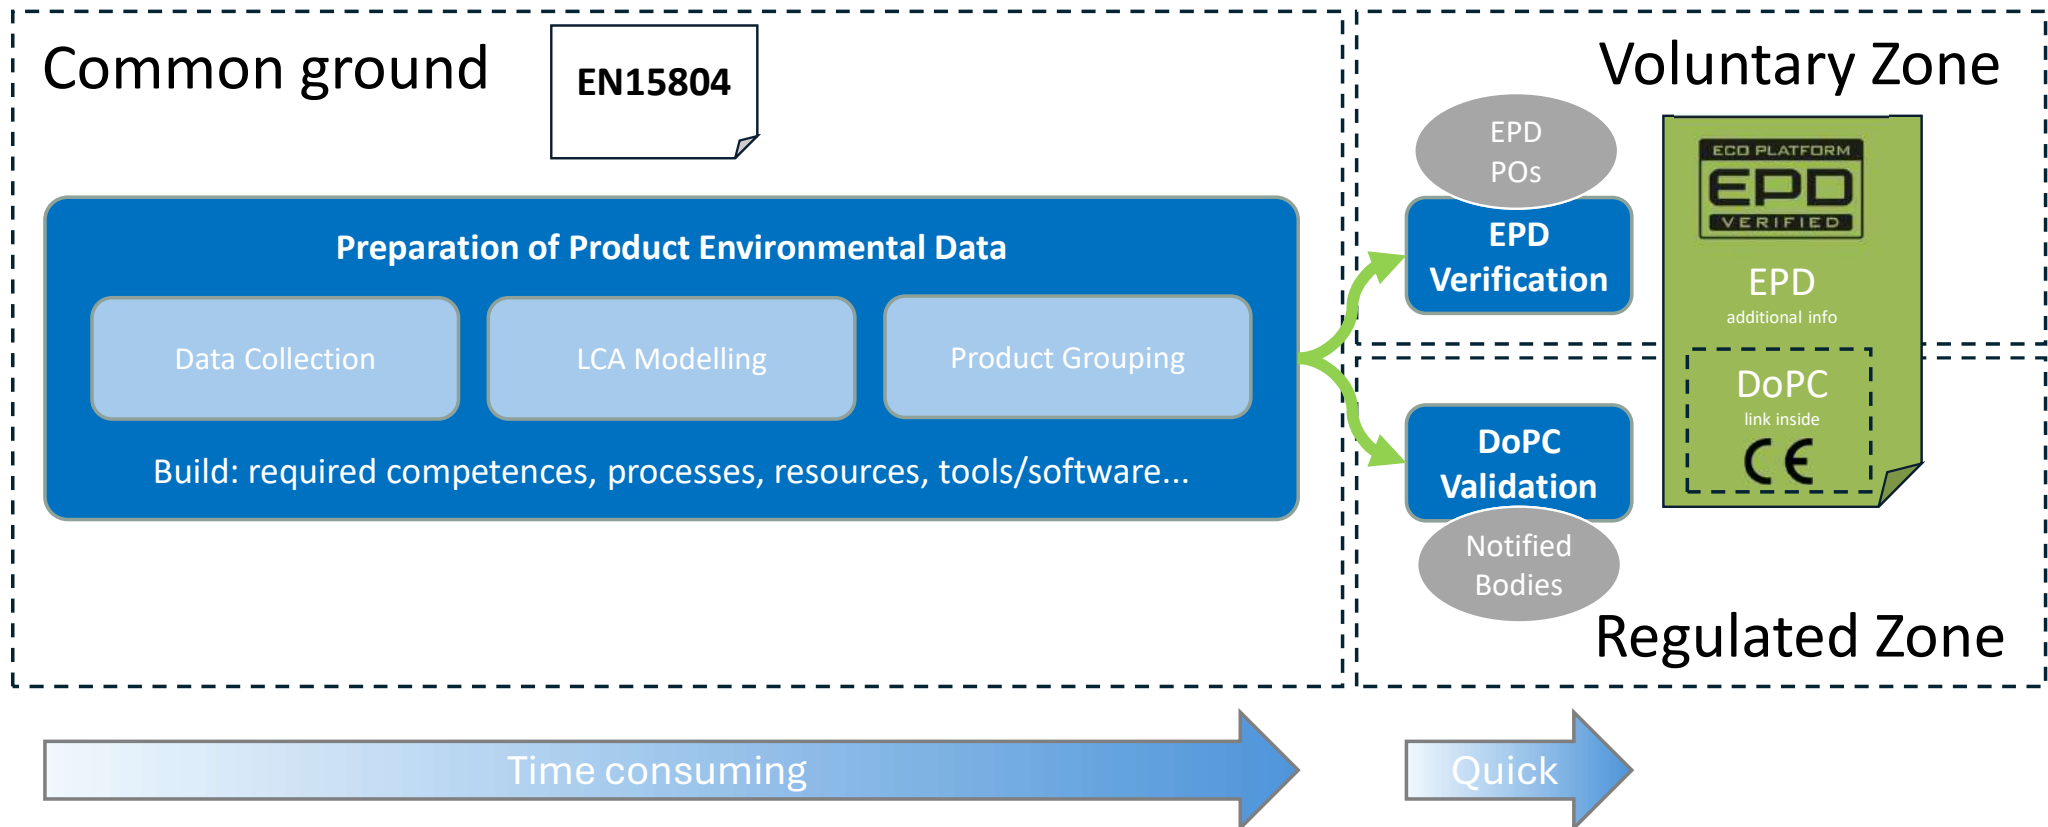 Common ground
EN15804
Preparation of Product Environmental Data
Data Collection
LCA Modelling
Product Grouping
Build: required competences, processes, resources, tools/software...
Voluntary Zone
EPD
POs
EPD
Verification
ECO PLATFORM
EPD
VERIFIED
EPD
additional info
DoPC
link inside
CE
DoPC
Validation
Notified
Bodies
Regulated Zone
Time consuming
Quick